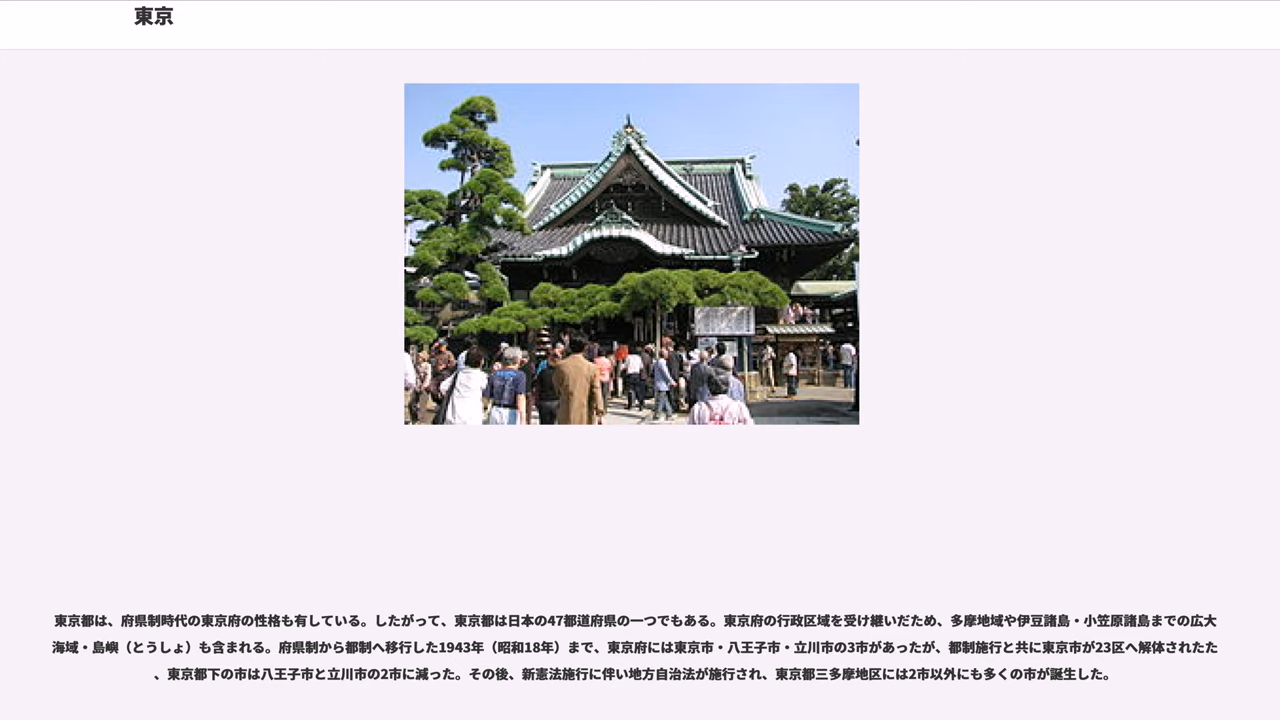 東京
東京都は、府県制時代の東京府の性格も有している。したがって、東京都は日本の47都道府県の一つでもある。東京府の行政区域を受け継いだため、多摩地域や伊豆諸島・小笠原諸島までの広大
海域・島嶼（とうしょ）も含まれる。府県制から都制へ移行した1943年（昭和18年）まで、東京府には東京市・八王子市・立川市の3市があったが、都制施行と共に東京市が23区へ解体されたた
、東京都下の市は八王子市と立川市の2市に減った。その後、新憲法施行に伴い地方自治法が施行され、東京都三多摩地区には2市以外にも多くの市が誕生した。